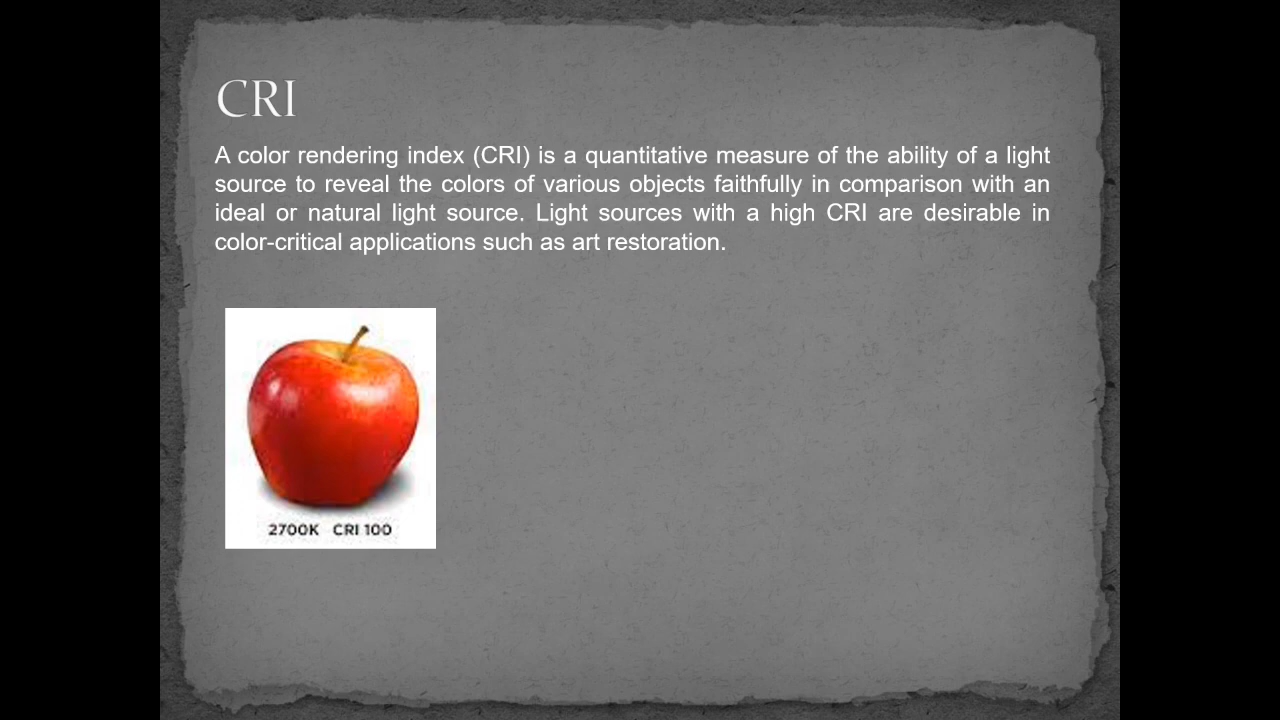 CRI
A color rendering index (CRI) is a quantitative measure of the ability of a light
source to reveal the colors of various objects faithfully in comparison with an
ideal or natural light source. Light sources with a high CRI are desirable in
color-critical applications such as art restoration.
2700K CRI 100